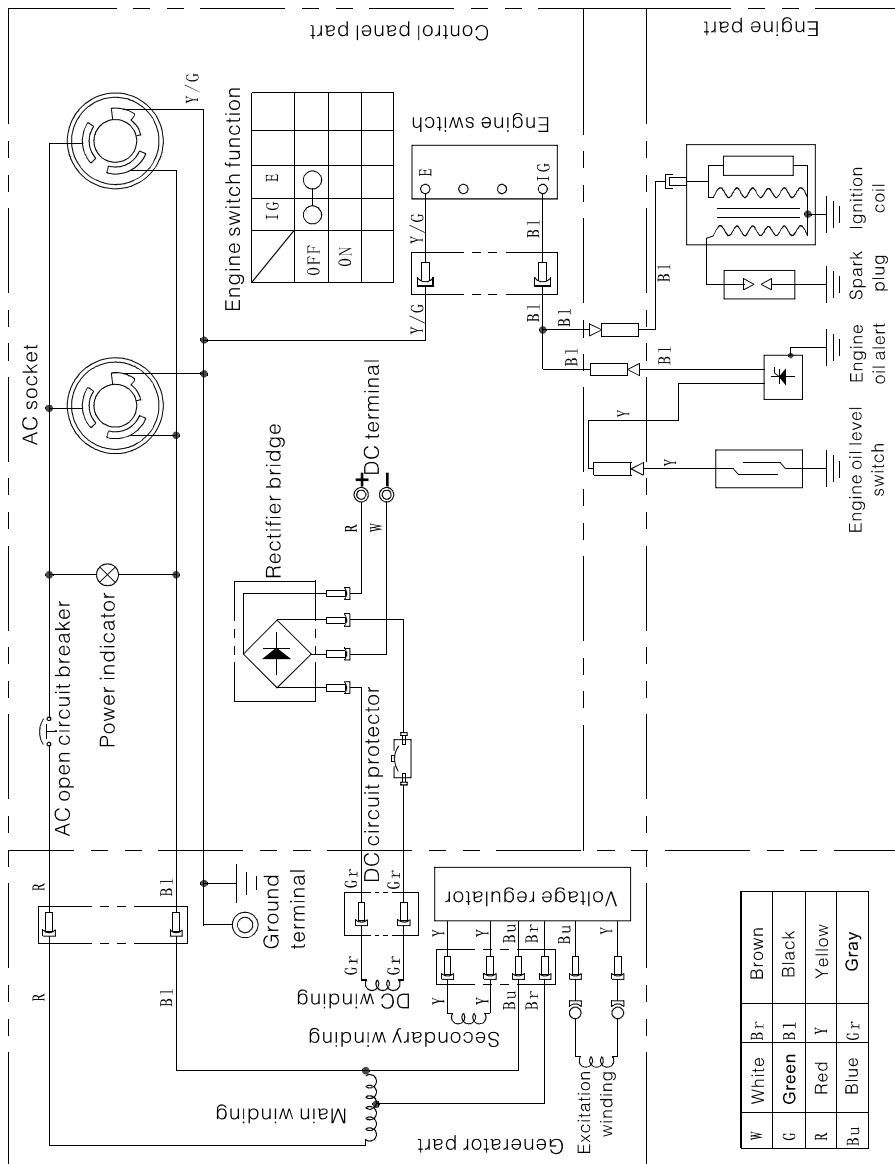 Control panel part
Engine part
AC socket
Y/G
Engine switch function
IG E
OFF
ON
Engine switch
E
IG
Y/G
Bl
Y/G
Bl
Bl
Bl
Bl
Bl
Y
Y
Ignition
coil
Spark
plug
Engine
oil alert
Engine oil level
switch
AC open circuit breaker
Power indicator
Rectifier bridge
DC terminal
+
−
R
W
DC circuit protector
R
Bl
R
Bl
Ground
terminal
Gr
Gr
Gr
Gr
DC winding
Voltage regulator
Y
Y
Bu
Br
Bu
Y
Y
Y
Bu
Br
Secondary winding
Main winding
Excitation
winding
Generator part
W White Br Brown
G Green Bl Black
R Red Y Yellow
Bu Blue Gr Gray